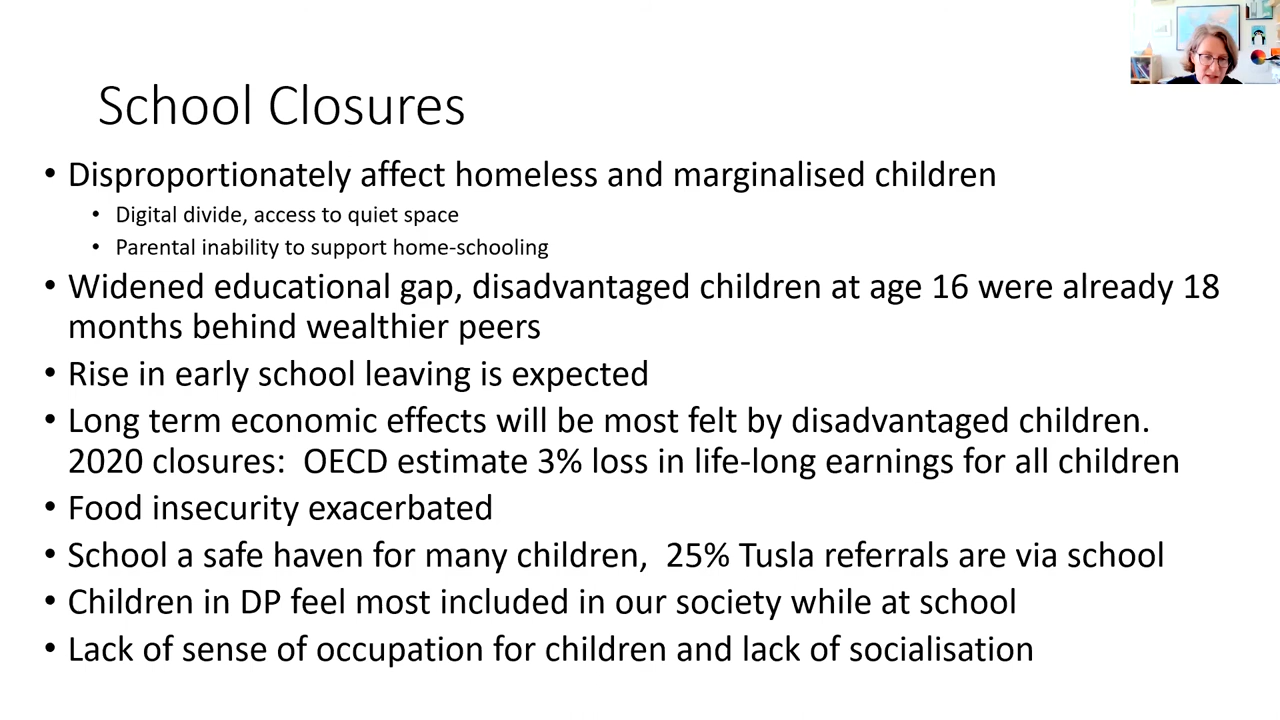 School Closures
• Disproportionately affect homeless and marginalised children
• Digital divide, access to quiet space
• Parental inability to support home-schooling
• Widened educational gap, disadvantaged children at age 16 were already 18
months behind wealthier peers
• Rise in early school leaving is expected
• Long term economic effects will be most felt by disadvantaged children.
2020 closures:  OECD estimate 3% loss in life-long earnings for all children
• Food insecurity exacerbated
• School a safe haven for many children,  25% Tusla referrals are via school
• Children in DP feel most included in our society while at school
• Lack of sense of occupation for children and lack of socialisation